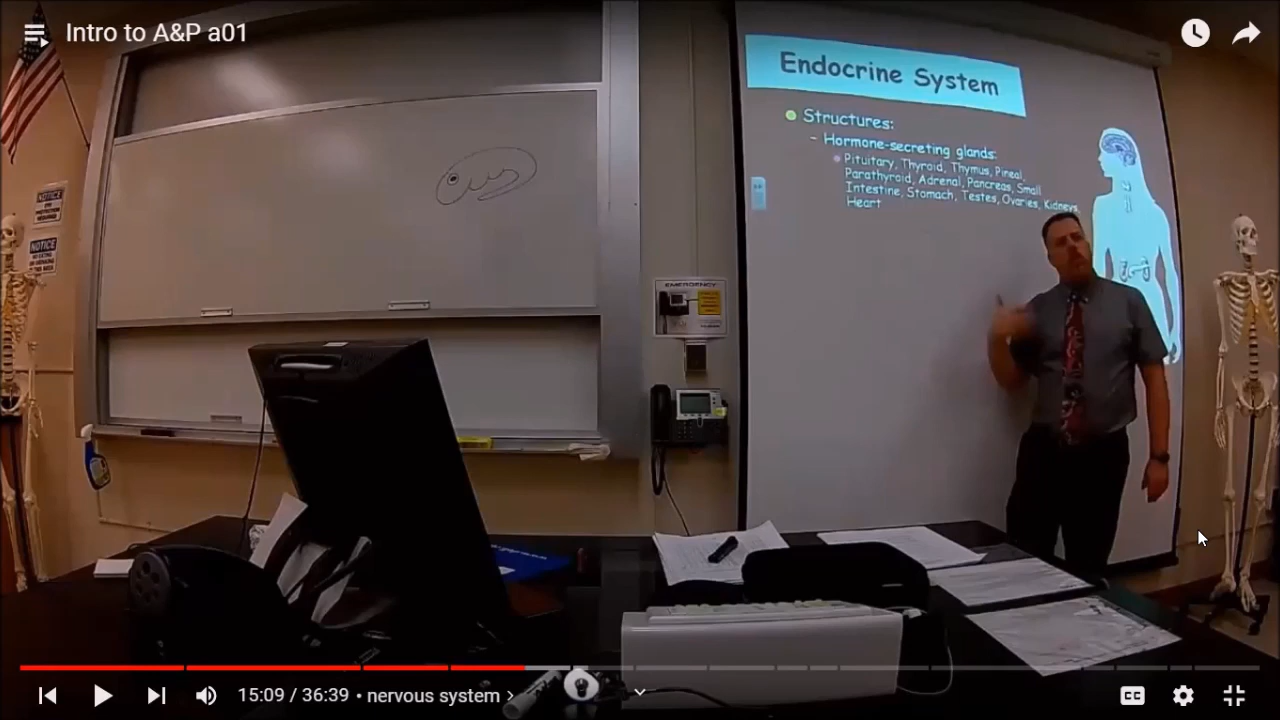 Intro to A&P a01
Endocrine System
Structures:
- Hormone-secreting glands:
Pituitary, Thyroid, Thymus, Pineal,
Parathyroid, Adrenal, Pancreas, Small
Intestine, Stomach, Testes, Ovaries, Kidneys,
Heart
NOTICE
NOTICE
EMERGENCY
15:09 / 36:39 • nervous system
CC